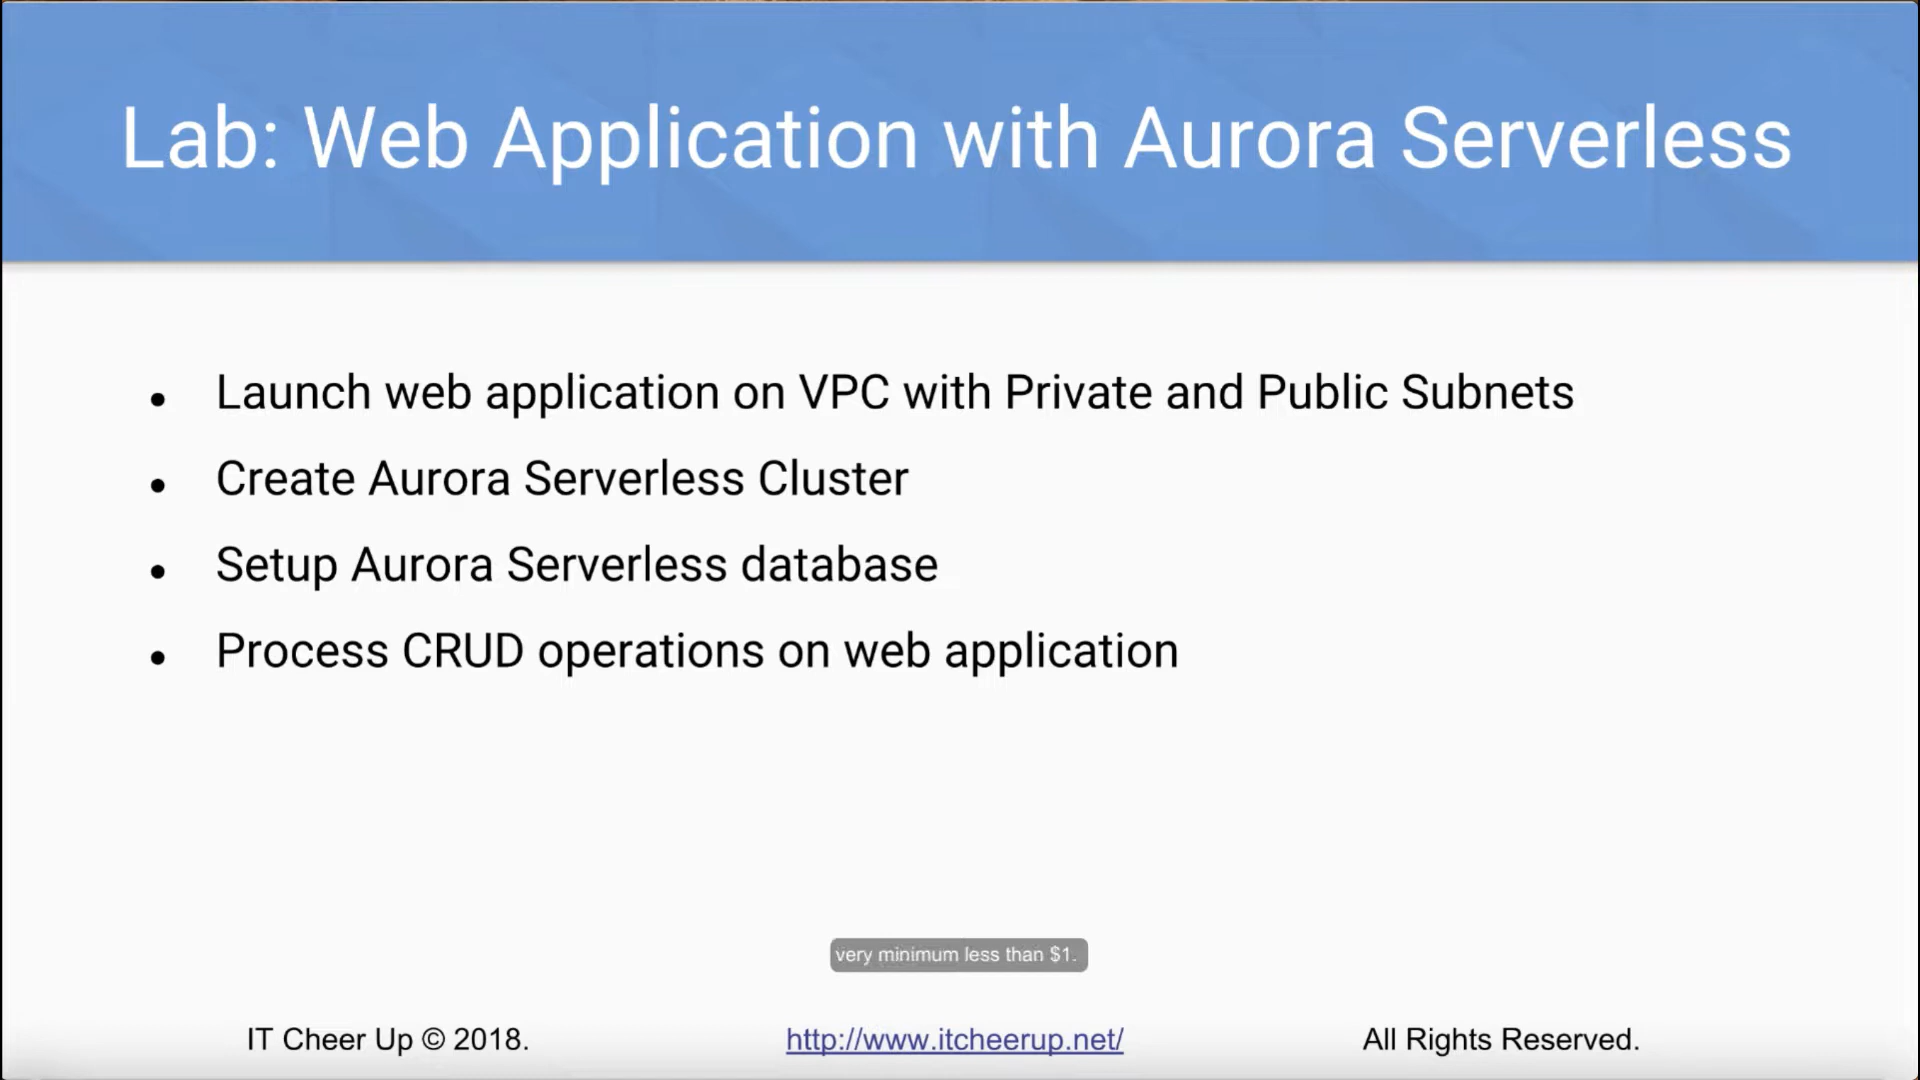 Lab: Web Application with Aurora Serverless
• Launch web application on VPC with Private and Public Subnets
• Create Aurora Serverless Cluster
• Setup Aurora Serverless database
• Process CRUD operations on web application
very minimum less than $1.
IT Cheer Up © 2018. http://www.itcheerup.net/ All Rights Reserved.